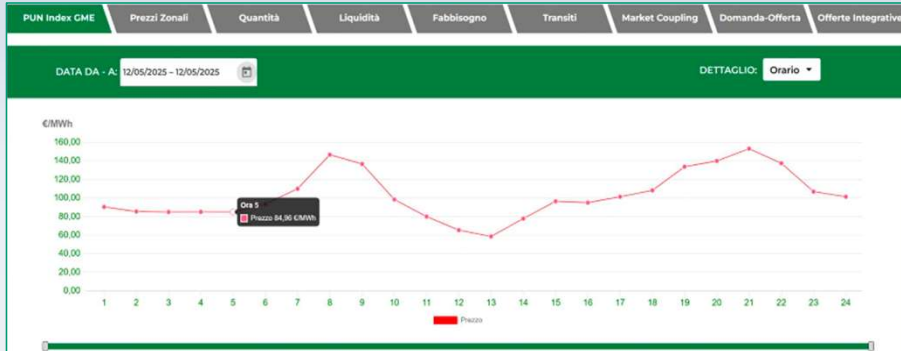 PUN Index GME Prezzi Zonali Quantità Liquidità Fabbisogno Transiti Market Coupling Domanda-Offerta Offerte Integrative
DATA DA - A: 12/05/2025 – 12/05/2025 DETTAGLIO: Orario
€/MWh
160,00
140,00
120,00
100,00
80,00
60,00
40,00
20,00
0,00
Ora 5
Prezzo 84,96 €/MWh
1 2 3 4 5 6 7 8 9 10 11 12 13 14 15 16 17 18 19 20 21 22 23 24
Prezzo